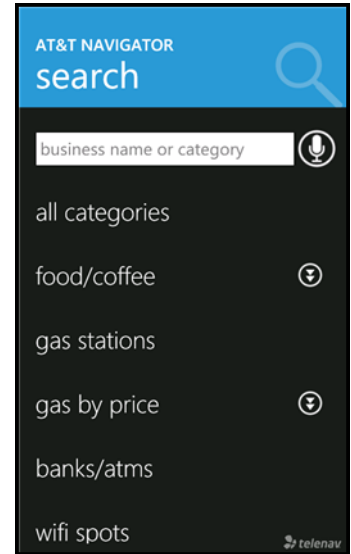 AT&T NAVIGATOR
search
business name or category
all categories
food/coffee
gas stations
gas by price
banks/atms
wifi spots
telenav